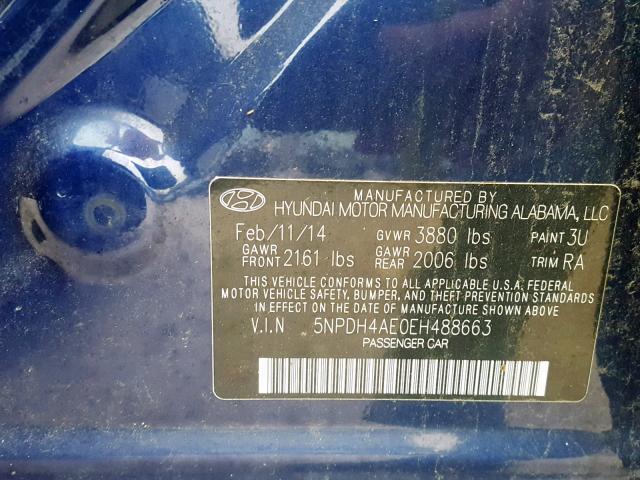 MANUFACTURED BY
HYUNDAI MOTOR MANUFACTURING ALABAMA, LLC
Feb/11/14 GVWR 3880 lbs PAINT 3U
GAWR FRONT 2161 lbs GAWR REAR 2006 lbs TRIM RA
THIS VEHICLE CONFORMS TO ALL APPLICABLE U.S.A. FEDERAL
MOTOR VEHICLE SAFETY, BUMPER, AND THEFT PREVENTION STANDARDS
IN EFFECT ON THE DATE OF MANUFACTURE SHOWN ABOVE.
V.I.N 5NPDH4AE0EH488663
PASSENGER CAR